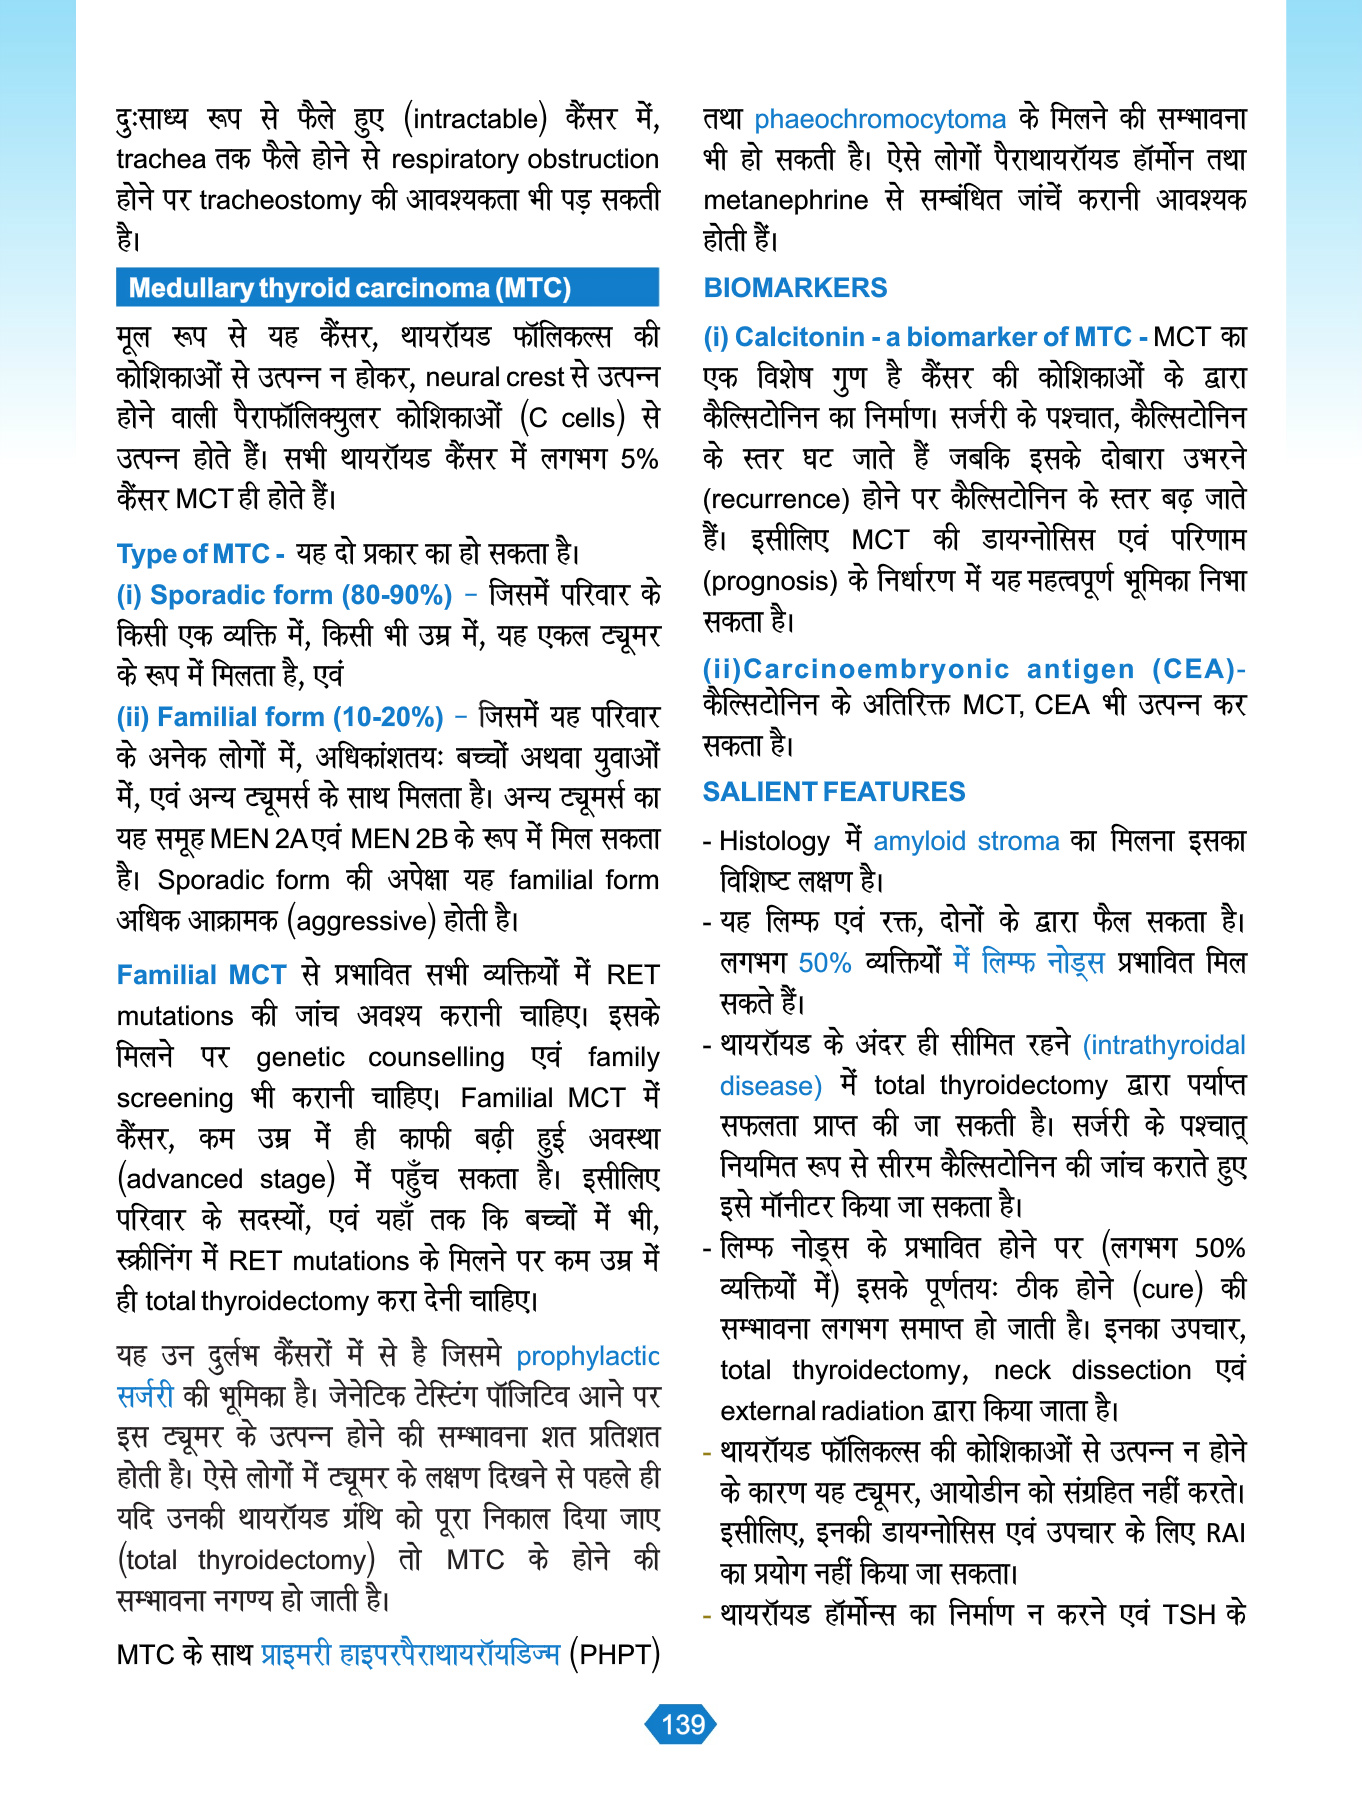 दुःसाध्य रूप से फैले हुए (intractable) कैंसर में,
trachea तक फैले होने से respiratory obstruction
होने पर tracheostomy की आवश्यकता भी पड़ सकती
है।
Medullary thyroid carcinoma (MTC)
मूल रूप से यह कैंसर, थायरॉयड फॉलिकल्स की
कोशिकाओं से उत्पन्न न होकर, neural crest से उत्पन्न
होने वाली पैराफॉलिक्युलर कोशिकाओं (C cells) से
उत्पन्न होते हैं। सभी थायरॉयड कैंसर में लगभग 5%
कैंसर MCT ही होते हैं।
Type of MTC - यह दो प्रकार का हो सकता है।
(i) Sporadic form (80-90%) – जिसमें परिवार के
किसी एक व्यक्ति में, किसी भी उम्र में, यह एकल ट्यूमर
के रूप में मिलता है, एवं
(ii) Familial form (10-20%) – जिसमें यह परिवार
के अनेक लोगों में, अधिकांशतयः बच्चों अथवा युवाओं
में, एवं अन्य ट्यूमर्स के साथ मिलता है। अन्य ट्यूमर्स का
यह समूह MEN 2A एवं MEN 2B के रूप में मिल सकता
है। Sporadic form की अपेक्षा यह familial form
अधिक आक्रामक (aggressive) होती है।
Familial MCT से प्रभावित सभी व्यक्तियों में RET
mutations की जांच अवश्य करानी चाहिए। इसके
मिलने पर genetic counselling एवं family
screening भी करानी चाहिए। Familial MCT में
कैंसर, कम उम्र में ही काफी बढ़ी हुई अवस्था
(advanced stage) में पहुँच सकता है। इसीलिए
परिवार के सदस्यों, एवं यहाँ तक कि बच्चों में भी,
स्क्रीनिंग में RET mutations के मिलने पर कम उम्र में
ही total thyroidectomy करा देनी चाहिए।
यह उन दुर्लभ कैंसरों में से है जिसमे prophylactic
सर्जरी की भूमिका है। जेनेटिक टेस्टिंग पॉजिटिव आने पर
इस ट्यूमर के उत्पन्न होने की सम्भावना शत प्रतिशत
होती है। ऐसे लोगों में ट्यूमर के लक्षण दिखने से पहले ही
यदि उनकी थायरॉयड ग्रंथि को पूरा निकाल दिया जाए
(total thyroidectomy) तो MTC के होने की
सम्भावना नगण्य हो जाती है।
MTC के साथ प्राइमरी हाइपरपैराथायरॉयडिज्म (PHPT)
तथा phaeochromocytoma के मिलने की सम्भावना
भी हो सकती है। ऐसे लोगों पैराथायरॉयड हॉर्मोन तथा
metanephrine से सम्बंधित जांचें करानी आवश्यक
होती हैं।
BIOMARKERS
(i) Calcitonin - a biomarker of MTC - MCT का
एक विशेष गुण है कैंसर की कोशिकाओं के द्वारा
कैल्सिटोनिन का निर्माण। सर्जरी के पश्चात, कैल्सिटोनिन
के स्तर घट जाते हैं जबकि इसके दोबारा उभरने
(recurrence) होने पर कैल्सिटोनिन के स्तर बढ़ जाते
हैं। इसीलिए MCT की डायग्नोसिस एवं परिणाम
(prognosis) के निर्धारण में यह महत्वपूर्ण भूमिका निभा
सकता है।
(ii)Carcinoembryonic antigen (CEA)-
कैल्सिटोनिन के अतिरिक्त MCT, CEA भी उत्पन्न कर
सकता है।
SALIENT FEATURES
- Histology में amyloid stroma का मिलना इसका
विशिष्ट लक्षण है।
- यह लिम्फ एवं रक्त, दोनों के द्वारा फैल सकता है।
लगभग 50% व्यक्तियों में लिम्फ नोड्स प्रभावित मिल
सकते हैं।
- थायरॉयड के अंदर ही सीमित रहने (intrathyroidal
disease) में total thyroidectomy द्वारा पर्याप्त
सफलता प्राप्त की जा सकती है। सर्जरी के पश्चात्
नियमित रूप से सीरम कैल्सिटोनिन की जांच कराते हुए
इसे मॉनीटर किया जा सकता है।
- लिम्फ नोड्स के प्रभावित होने पर (लगभग 50%
व्यक्तियों में) इसके पूर्णतयः ठीक होने (cure) की
सम्भावना लगभग समाप्त हो जाती है। इनका उपचार,
total thyroidectomy, neck dissection एवं
external radiation द्वारा किया जाता है।
- थायरॉयड फॉलिकल्स की कोशिकाओं से उत्पन्न न होने
के कारण यह ट्यूमर, आयोडीन को संग्रहित नहीं करते।
इसीलिए, इनकी डायग्नोसिस एवं उपचार के लिए RAI
का प्रयोग नहीं किया जा सकता।
- थायरॉयड हॉर्मोन्स का निर्माण न करने एवं TSH के
139